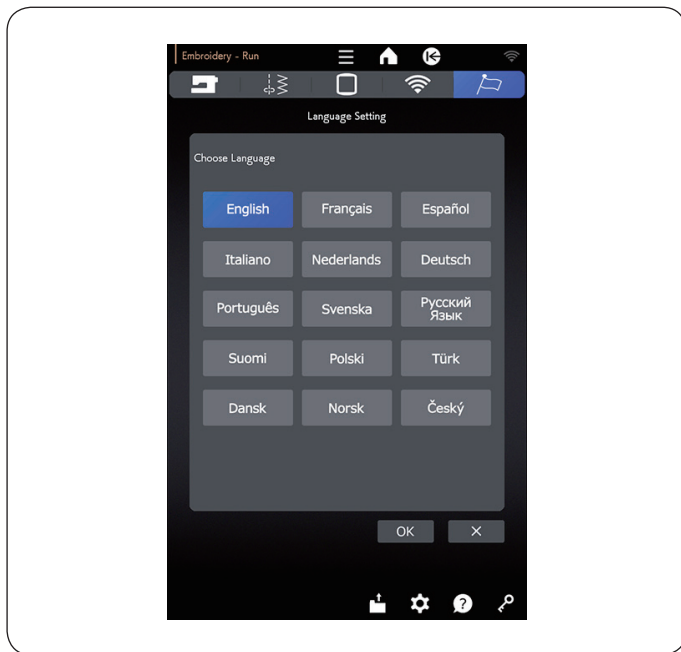 Embroidery - Run
Language Setting
Choose Language
English Français Español
Italiano Nederlands Deutsch
Português Svenska Русский
Язык
Suomi Polski Türk
Dansk Norsk Český
OK ×
?